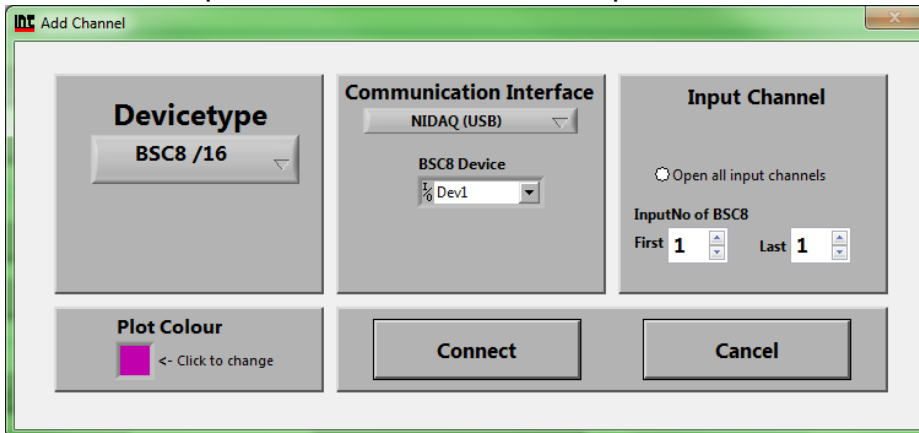 Add Channel
Devicetype
BSC8 /16
Communication Interface
NIDAQ (USB)
BSC8 Device
I/O Dev1
Input Channel
Open all input channels
InputNo of BSC8
First 1 Last 1
Plot Colour
<- Click to change
Connect
Cancel